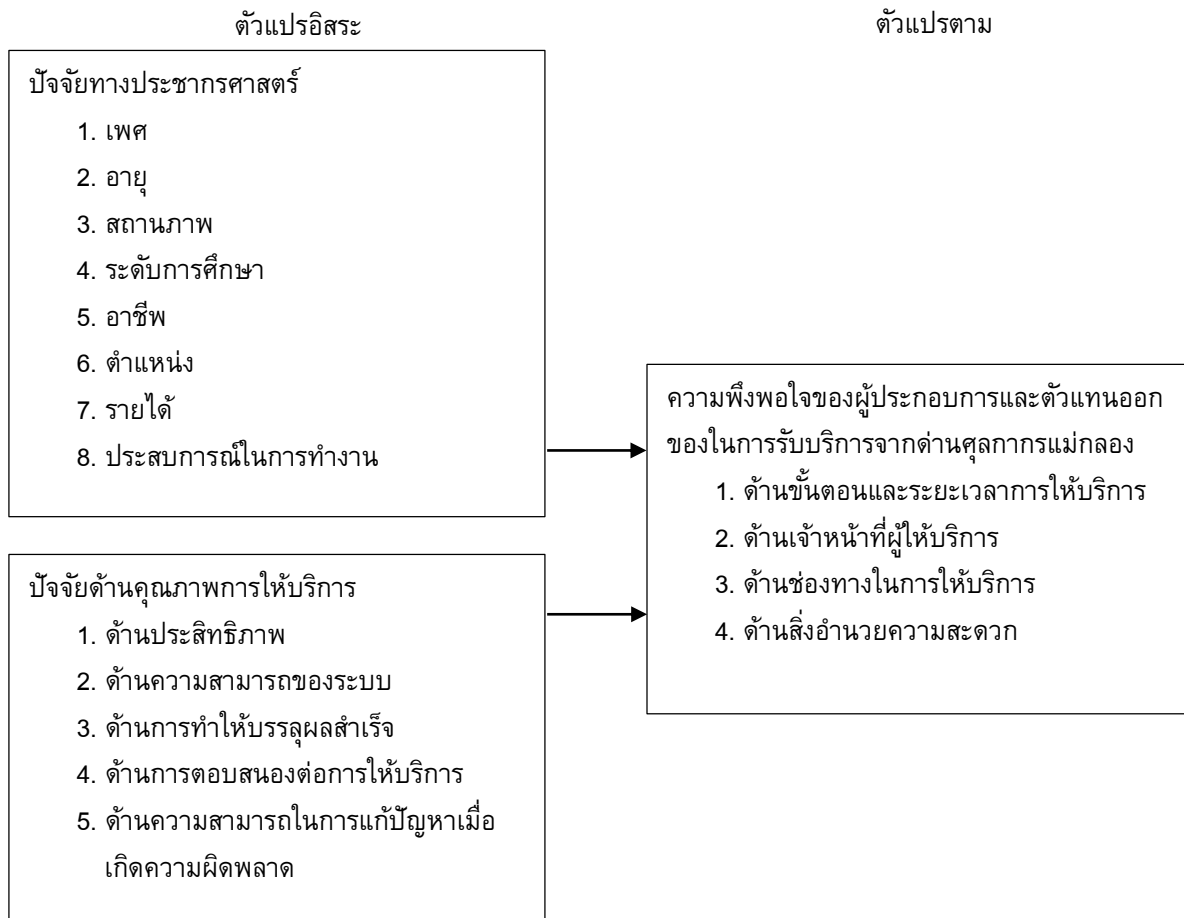 ตัวแปรอิสระ
ตัวแปรตาม
ปัจจัยทางประชากรศาสตร์
1. เพศ
2. อายุ
3. สถานภาพ
4. ระดับการศึกษา
5. อาชีพ
6. ตำแหน่ง
7. รายได้
8. ประสบการณ์ในการทำงาน
ปัจจัยด้านคุณภาพการให้บริการ
1. ด้านประสิทธิภาพ
2. ด้านความสามารถของระบบ
3. ด้านการทำให้บรรลุผลสำเร็จ
4. ด้านการตอบสนองต่อการให้บริการ
5. ด้านความสามารถในการแก้ปัญหาเมื่อ
เกิดความผิดพลาด
ความพึงพอใจของผู้ประกอบการและตัวแทนออก
ของในการรับบริการจากด่านศุลกากรแม่กลอง
1. ด้านขั้นตอนและระยะเวลาการให้บริการ
2. ด้านเจ้าหน้าที่ผู้ให้บริการ
3. ด้านช่องทางในการให้บริการ
4. ด้านสิ่งอำนวยความสะดวก